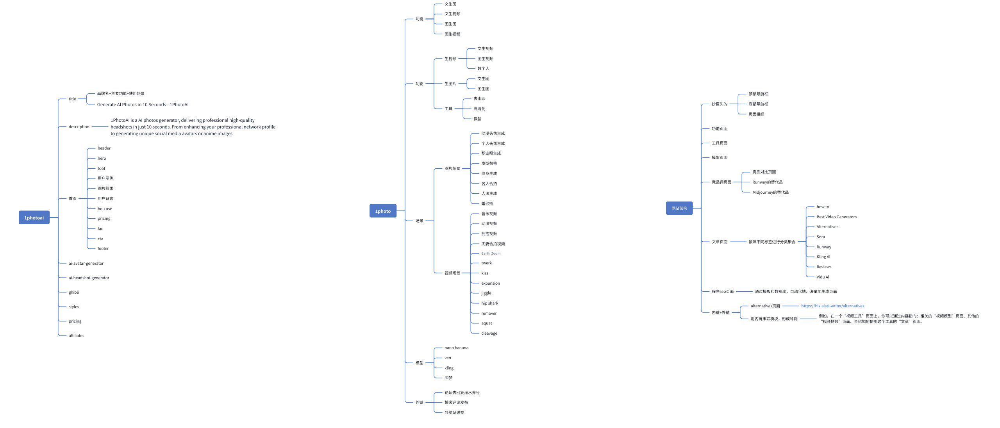 1photoai
title
品牌名+主要功能+使用场景
Generate AI Photos in 10 Seconds - 1PhotoAI
description
1PhotoAI is a AI photos generator, delivering professional high-quality
headshots in just 10 seconds. From enhancing your professional network profile
to generating unique social media avatars or anime images.
首页
header
hero
tool
用户示例
图片效果
用户证言
hou use
pricing
faq
cta
footer
ai-avatar-generator
ai-headshot-generator
ghibli
styles
pricing
affiliates
1photo
功能
文生图
文生视频
图生图
图生视频
功能
生视频
文生视频
图生视频
数字人
生图片
文生图
图生图
工具
去水印
高清化
换脸
场景
图片场景
动漫头像生成
个人头像生成
职业照生成
发型替换
纹身生成
名人合拍
人偶生成
婚纱照
视频场景
音乐视频
动漫视频
拥抱视频
夫妻合拍视频
Earth Zoom
twerk
kiss
expansion
jiggle
hip shark
remover
aquat
cleavage
模型
nano banana
veo
kling
即梦
外链
论坛去回复灌水养号
博客评论发布
导航站递交
网站架构
抄巨头的
顶部导航栏
底部导航栏
页面组织
功能页面
工具页面
模型页面
竞品词页面
竞品对比页面
Runway的替代品
Midjourney的替代品
文章页面
按照不同标签进行分类聚合
how to
Best Video Generators
Alternatives
Sora
Runway
Kling Al
Reviews
Vidu Al
程序seo页面
通过模板和数据库，自动化地、海量地生成页面
内链+外链
alternatives页面
https://hix.ai/ai-writer/alternatives
用内链串联模块，形成蛛网
例如，在一个“视频工具”页面上，你可以通过内链指向：相关的“视频模型”页面、其他的
“视频特效”页面、介绍如何使用这个工具的“文章”页面。